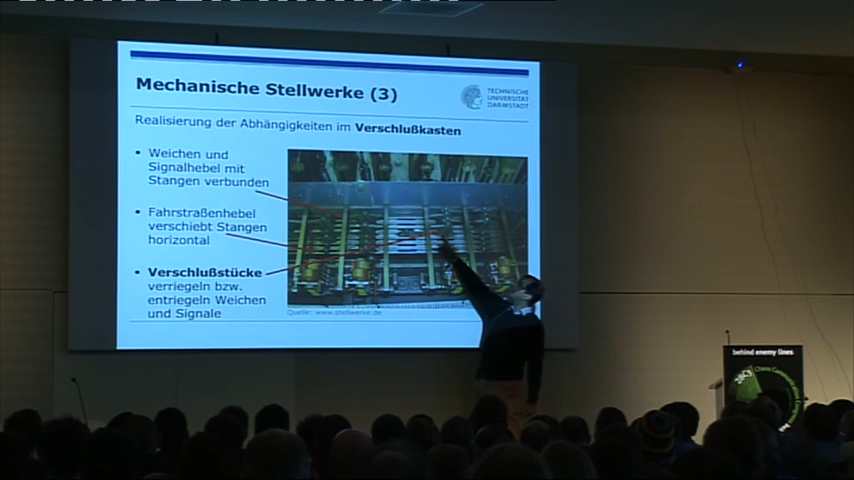 Mechanische Stellwerke (3)
TECHNISCHE
UNIVERSITÄT
DARMSTADT
Realisierung der Abhängigkeiten im Verschlußkasten
• Weichen und
Signalhebel mit
Stangen verbunden
• Fahrstraßenhebel
verschiebt Stangen
horizontal
• Verschlußstücke
verriegeln bzw.
entriegeln Weichen
und Signale
Quelle: www.stellwerke.de
behind enemy lines